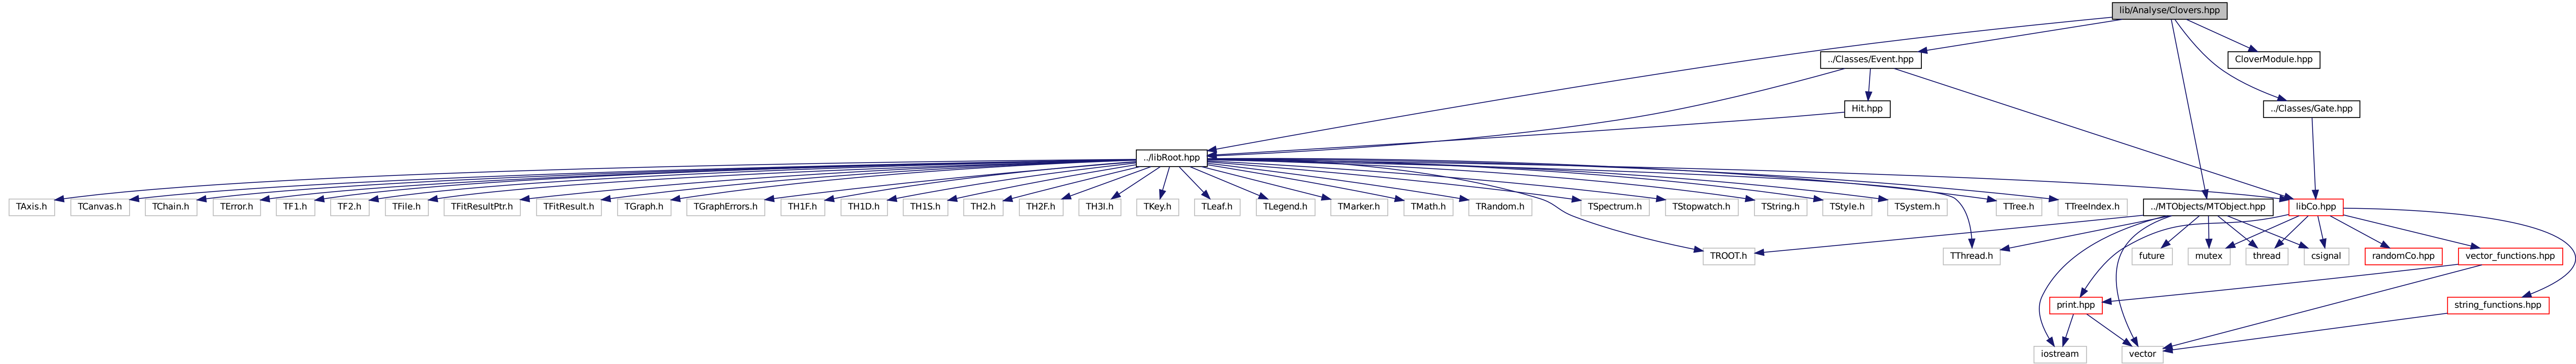 lib/Analyse/Clovers.hpp
../Classes/Event.hpp
CloverModule.hpp
Hit.hpp
../Classes/Gate.hpp
../libRoot.hpp
TAxis.h
TCanvas.h
TChain.h
TError.h
TF1.h
TF2.h
TFile.h
TFitResultPtr.h
TFitResult.h
TGraph.h
TGraphErrors.h
TH1F.h
TH1D.h
TH1S.h
TH2.h
TH2F.h
TH3I.h
TKey.h
TLeaf.h
TLegend.h
TMarker.h
TMath.h
TRandom.h
TSpectrum.h
TStopwatch.h
TString.h
TStyle.h
TSystem.h
TTree.h
TTreeIndex.h
../MTObjects/MTObject.hpp
libCo.hpp
TROOT.h
TThread.h
future
mutex
thread
csignal
randomCo.hpp
vector_functions.hpp
print.hpp
string_functions.hpp
iostream
vector